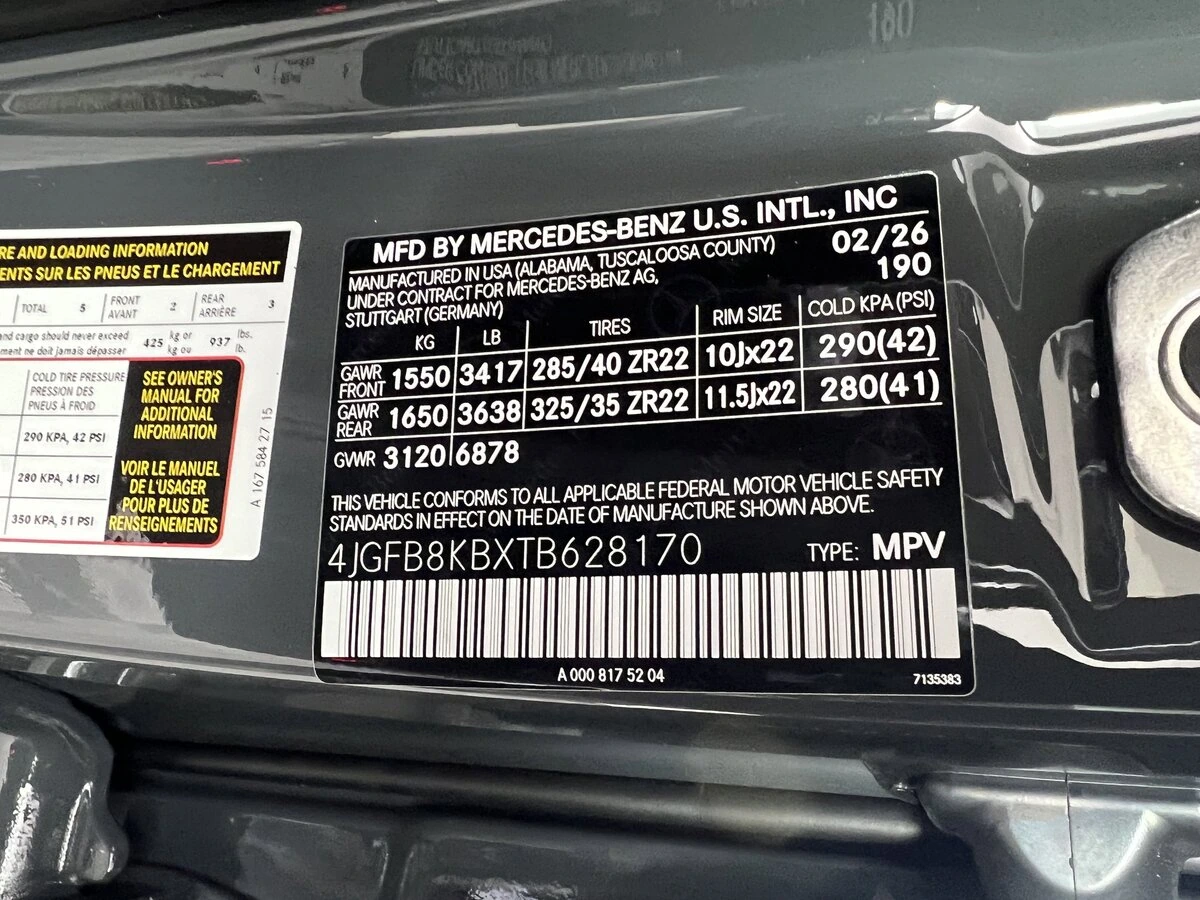 RE AND LOADING INFORMATION
ENTS SUR LES PNEUS ET LE CHARGEMENT
TOTAL 5 FRONT AVANT 2 REAR ARRIÈRE 3
and cargo should never exceed 425 kg or 937 lbs.
ment ne doit jamais dépasser kg ou lb.
COLD TIRE PRESSURE
PRESSION DES
PNEUS À FROID
290 KPA, 42 PSI
280 KPA, 41 PSI
350 KPA, 51 PSI
SEE OWNER'S
MANUAL FOR
ADDITIONAL
INFORMATION
VOIR LE MANUEL
DE L'USAGER
POUR PLUS DE
RENSEIGNEMENTS
A 167 584 27 15
MFD BY MERCEDES-BENZ U.S. INTL., INC
MANUFACTURED IN USA (ALABAMA, TUSCALOOSA COUNTY) 02/26
UNDER CONTRACT FOR MERCEDES-BENZ AG, 190
STUTTGART (GERMANY)
KG LB TIRES RIM SIZE COLD KPA (PSI)
GAWR FRONT 1550 3417 285/40 ZR22 10Jx22 290(42)
GAWR REAR 1650 3638 325/35 ZR22 11.5Jx22 280(41)
GVWR 3120 6878
THIS VEHICLE CONFORMS TO ALL APPLICABLE FEDERAL MOTOR VEHICLE SAFETY
STANDARDS IN EFFECT ON THE DATE OF MANUFACTURE SHOWN ABOVE.
4JGFB8KBXTB628170 TYPE: MPV
A 000 817 52 04 7135383